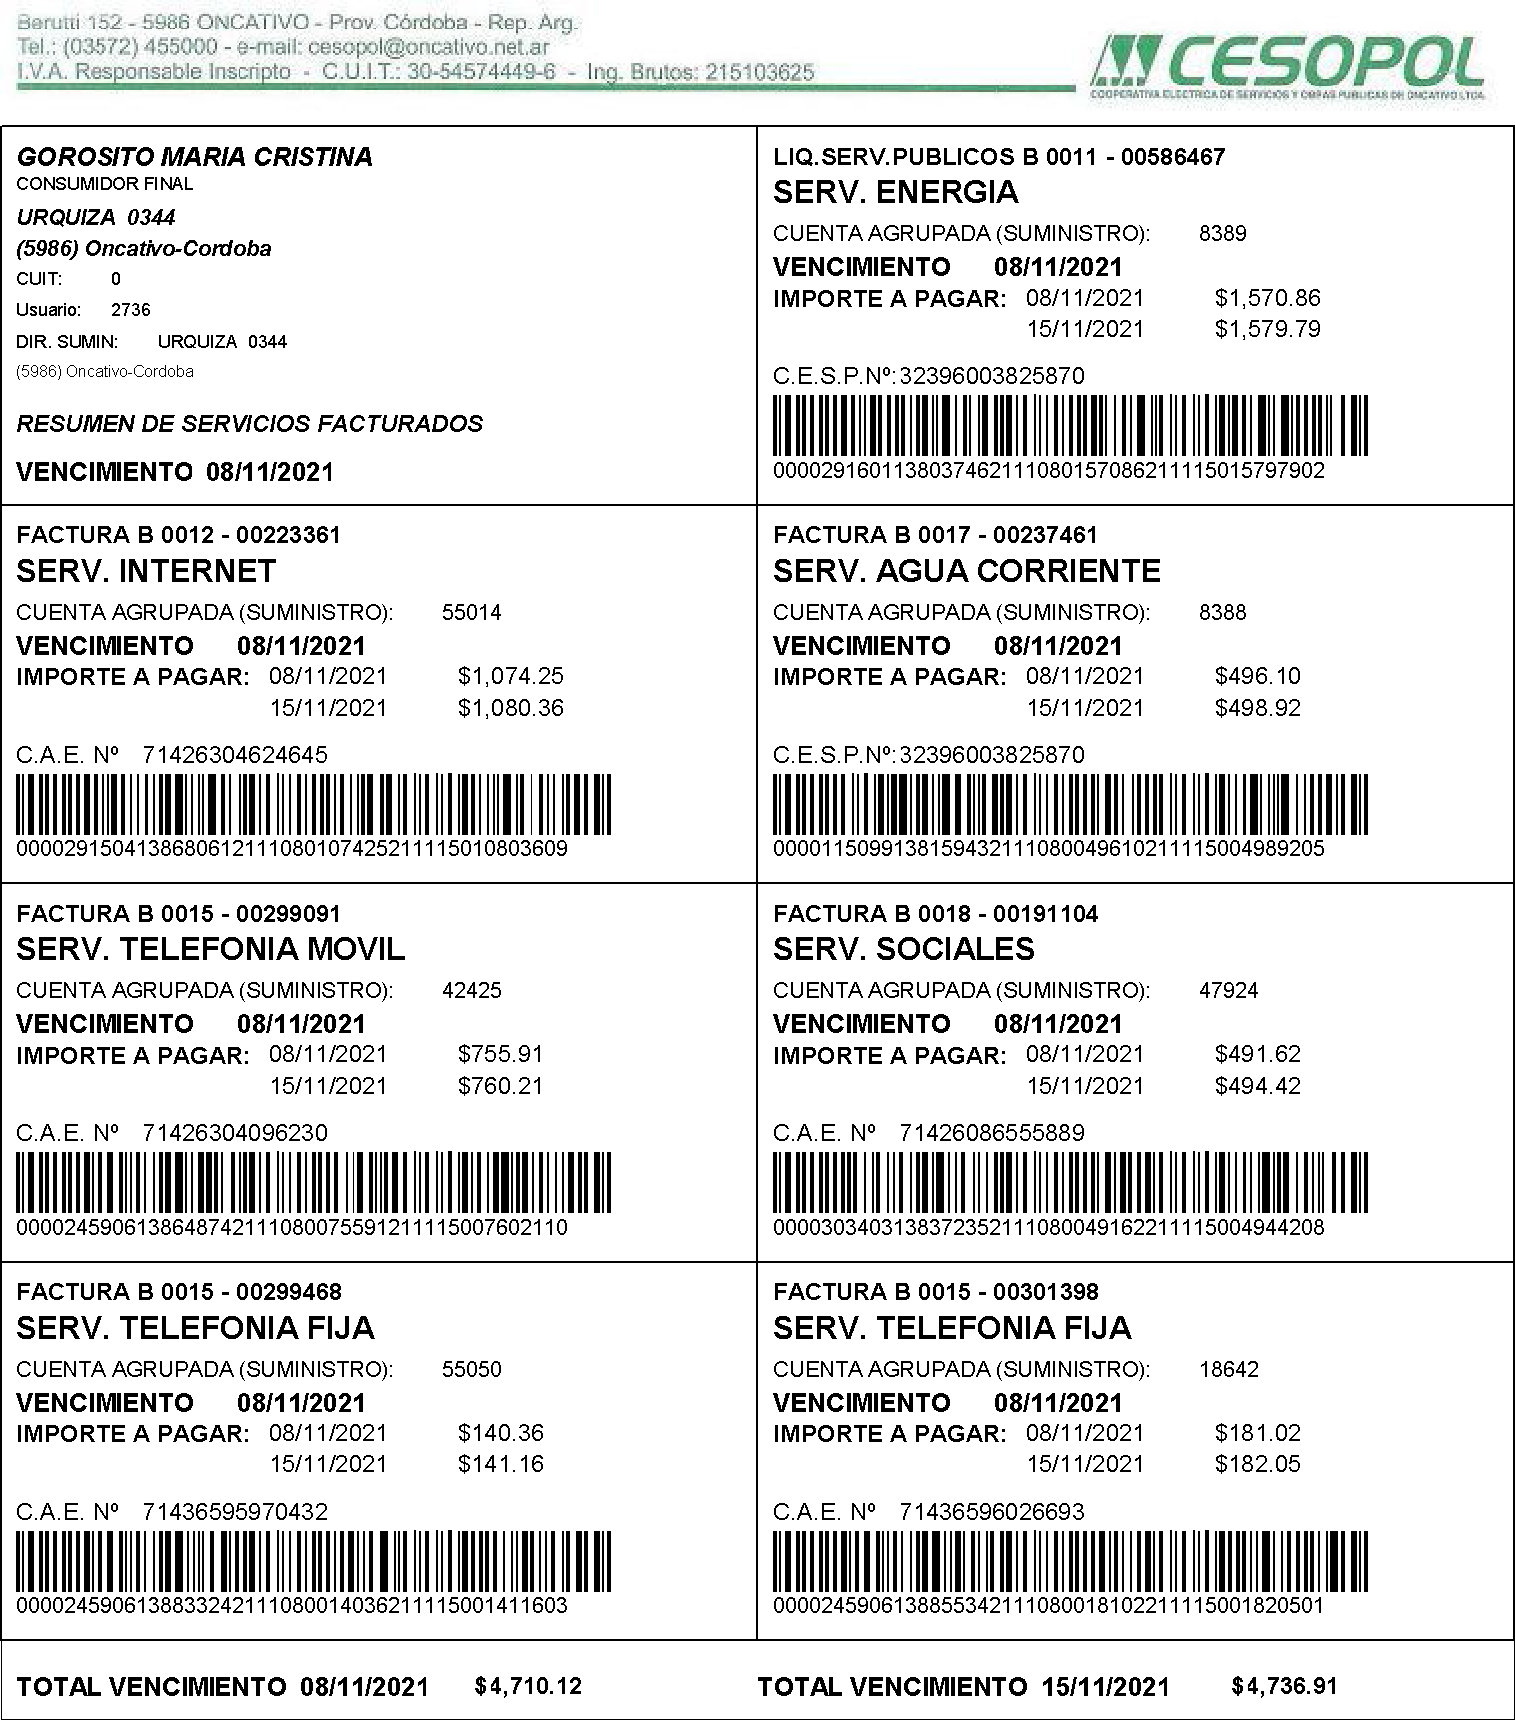 Berutti 152 - 5986 ONCATIVO - Prov. Córdoba - Rep. Arg.
Tel.: (03572) 455000 - e-mail: cesopol@oncativo.net.ar
I.V.A. Responsable Inscripto - C.U.I.T.: 30-54574449-6 - Ing. Brutos: 215103625
CESOPOL
COOPERATIVA ELECTRICA DE SERVICIOS Y OBRAS PUBLICAS DE ONCATIVO LTDA.
GOROSITO MARIA CRISTINA
CONSUMIDOR FINAL
URQUIZA 0344
(5986) Oncativo-Cordoba
CUIT: 0
Usuario: 2736
DIR. SUMIN: URQUIZA 0344
(5986) Oncativo-Cordoba
RESUMEN DE SERVICIOS FACTURADOS
VENCIMIENTO 08/11/2021
LIQ.SERV.PUBLICOS B 0011 - 00586467
SERV. ENERGIA
CUENTA AGRUPADA (SUMINISTRO): 8389
VENCIMIENTO 08/11/2021
IMPORTE A PAGAR: 08/11/2021 $1,570.86
15/11/2021 $1,579.79
C.E.S.P.Nº: 32396003825870
0000291601138037462111080157086211115015797902
FACTURA B 0012 - 00223361
SERV. INTERNET
CUENTA AGRUPADA (SUMINISTRO): 55014
VENCIMIENTO 08/11/2021
IMPORTE A PAGAR: 08/11/2021 $1,074.25
15/11/2021 $1,080.36
C.A.E. Nº 71426304624645
0000291504138680612111080107425211115010803609
FACTURA B 0017 - 00237461
SERV. AGUA CORRIENTE
CUENTA AGRUPADA (SUMINISTRO): 8388
VENCIMIENTO 08/11/2021
IMPORTE A PAGAR: 08/11/2021 $496.10
15/11/2021 $498.92
C.E.S.P.Nº: 32396003825870
0000115099138159432111080049610211115004989205
FACTURA B 0015 - 00299091
SERV. TELEFONIA MOVIL
CUENTA AGRUPADA (SUMINISTRO): 42425
VENCIMIENTO 08/11/2021
IMPORTE A PAGAR: 08/11/2021 $755.91
15/11/2021 $760.21
C.A.E. Nº 71426304096230
0000245906138648742111080075591211115007602110
FACTURA B 0018 - 00191104
SERV. SOCIALES
CUENTA AGRUPADA (SUMINISTRO): 47924
VENCIMIENTO 08/11/2021
IMPORTE A PAGAR: 08/11/2021 $491.62
15/11/2021 $494.42
C.A.E. Nº 71426086555889
0000303403138372352111080049162211115004944208
FACTURA B 0015 - 00299468
SERV. TELEFONIA FIJA
CUENTA AGRUPADA (SUMINISTRO): 55050
VENCIMIENTO 08/11/2021
IMPORTE A PAGAR: 08/11/2021 $140.36
15/11/2021 $141.16
C.A.E. Nº 71436595970432
0000245906138833242111080014036211115001411603
FACTURA B 0015 - 00301398
SERV. TELEFONIA FIJA
CUENTA AGRUPADA (SUMINISTRO): 18642
VENCIMIENTO 08/11/2021
IMPORTE A PAGAR: 08/11/2021 $181.02
15/11/2021 $182.05
C.A.E. Nº 71436596026693
0000245906138855342111080018102211115001820501
TOTAL VENCIMIENTO 08/11/2021 $4,710.12
TOTAL VENCIMIENTO 15/11/2021 $4,736.91